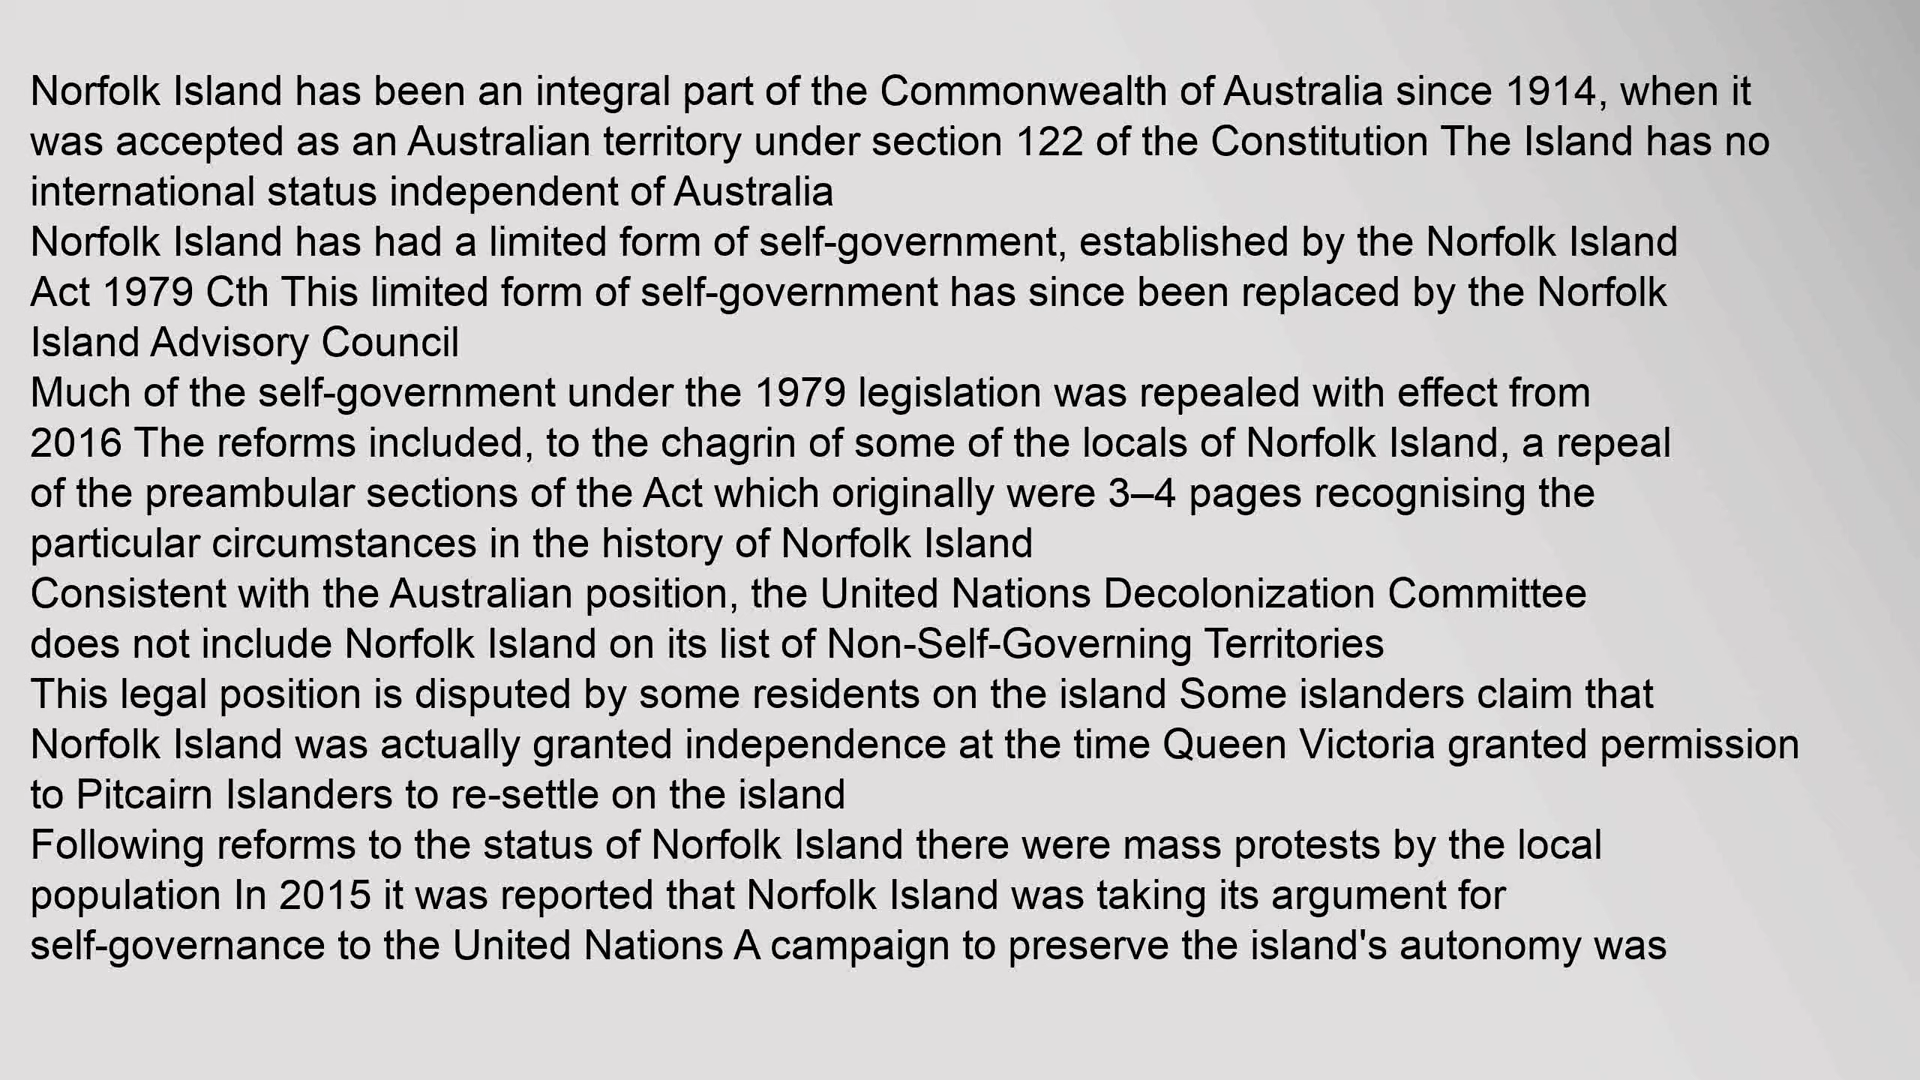 Norfolk Island has been an integral part of the Commonwealth of Australia since 1914, when it
was accepted as an Australian territory under section 122 of the Constitution The Island has no
international status independent of Australia
Norfolk Island has had a limited form of self-government, established by the Norfolk Island
Act 1979 Cth This limited form of self-government has since been replaced by the Norfolk
Island Advisory Council
Much of the self-government under the 1979 legislation was repealed with effect from
2016 The reforms included, to the chagrin of some of the locals of Norfolk Island, a repeal
of the preambular sections of the Act which originally were 3–4 pages recognising the
particular circumstances in the history of Norfolk Island
Consistent with the Australian position, the United Nations Decolonization Committee
does not include Norfolk Island on its list of Non-Self-Governing Territories
This legal position is disputed by some residents on the island Some islanders claim that
Norfolk Island was actually granted independence at the time Queen Victoria granted permission
to Pitcairn Islanders to re-settle on the island
Following reforms to the status of Norfolk Island there were mass protests by the local
population In 2015 it was reported that Norfolk Island was taking its argument for
self-governance to the United Nations A campaign to preserve the island's autonomy was